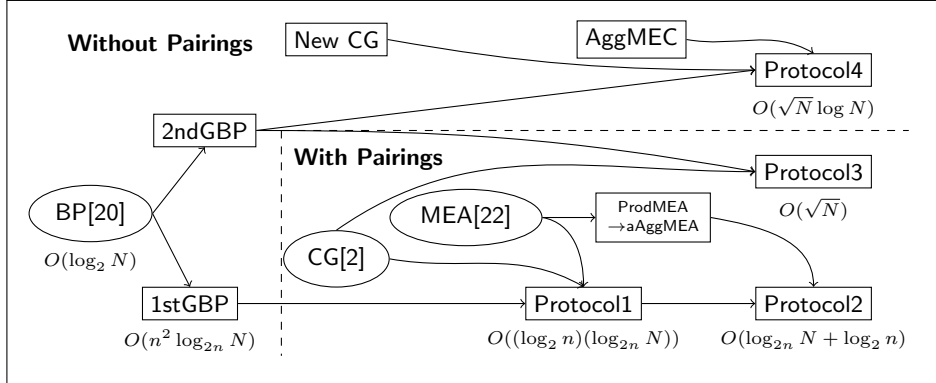 Without Pairings
New CG
AggMEC
Protocol4
O(√N log N)
2ndGBP
With Pairings
Protocol3
O(√N)
BP[20]
O(log₂ N)
MEA[22]
ProdMEA
→aAggMEA
CG[2]
1stGBP
O(n² log₂ₙ N)
Protocol1
O((log₂ n)(log₂ₙ N))
Protocol2
O(log₂ₙ N + log₂ n)